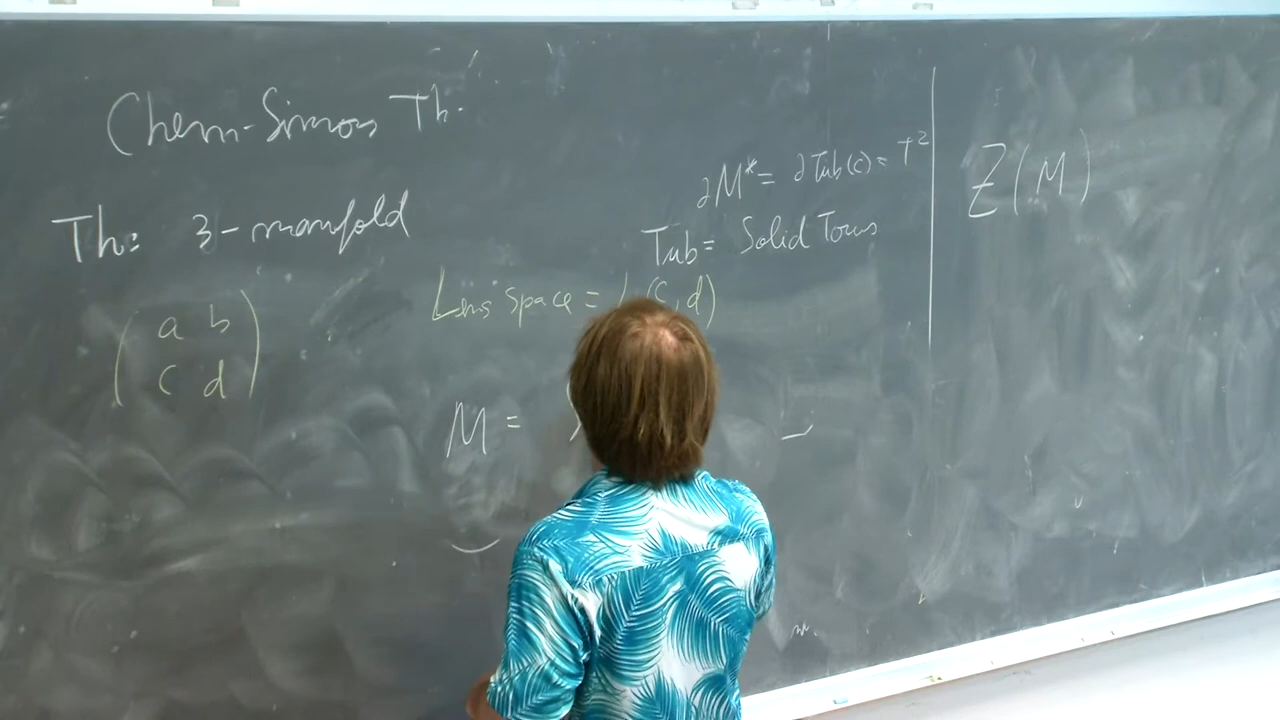 Chern-Simons Th.
Th: 3-manifold
(a b
c d)
∂M* = ∂Tub(c) = T²
Tub = Solid Torus
Lens Space = (c, d)
M =
Z(M)